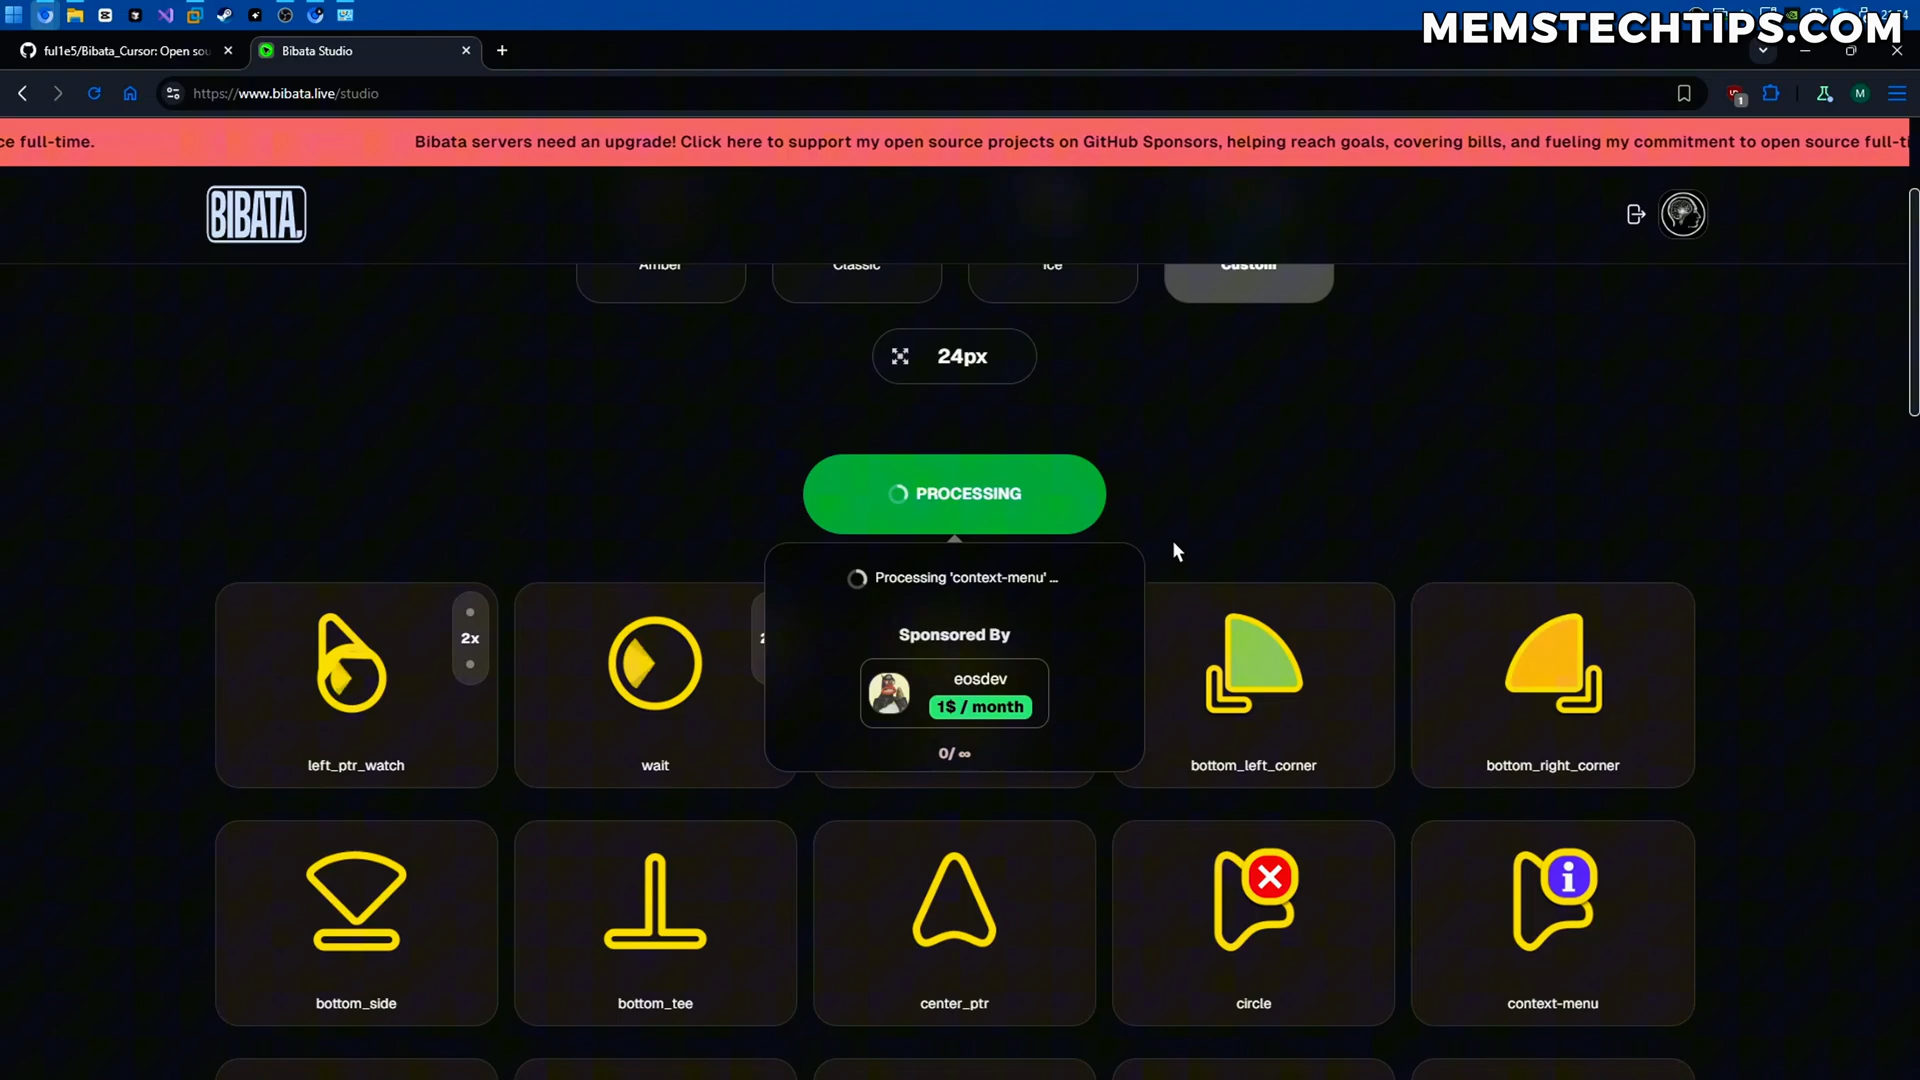 MEMSTECHTIPS.COM
ful1e5/Bibata_Cursor: Open sou
Bibata Studio
https://www.bibata.live/studio
1
M
ce full-time.
Bibata servers need an upgrade! Click here to support my open source projects on GitHub Sponsors, helping reach goals, covering bills, and fueling my commitment to open source full-ti
BIBATA.
Amber
Classic
Ice
Custom
24px
PROCESSING
Processing 'context-menu' ...
Sponsored By
eosdev
1$ / month
0/ ∞
2x
left_ptr_watch
wait
bottom_left_corner
bottom_right_corner
bottom_side
bottom_tee
center_ptr
circle
context-menu